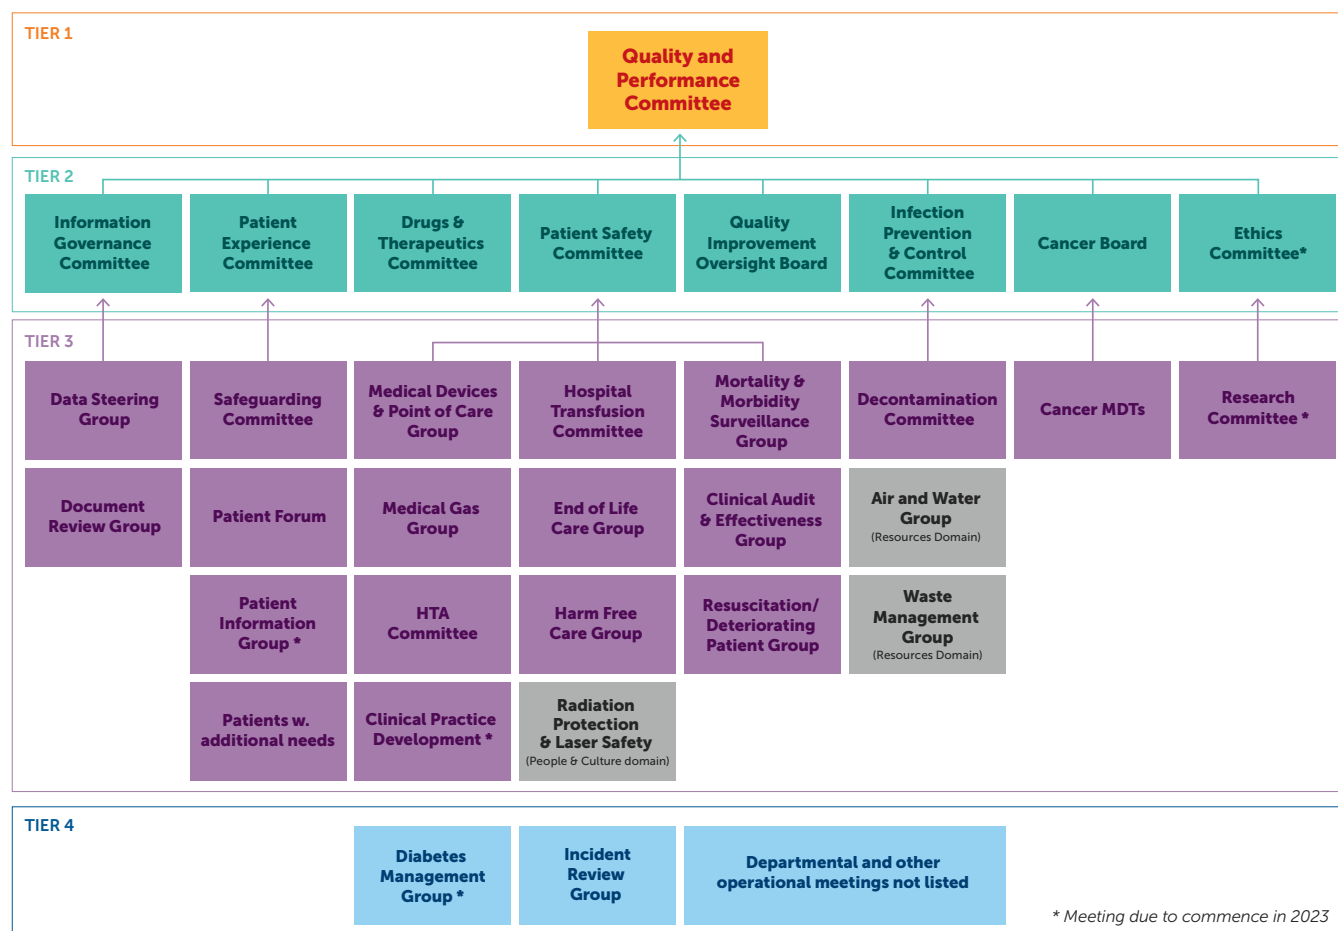 TIER 1
Quality and
Performance
Committee
TIER 2
Information
Governance
Committee
Patient
Experience
Committee
Drugs &
Therapeutics
Committee
Patient Safety
Committee
Quality
Improvement
Oversight Board
Infection
Prevention
& Control
Committee
Cancer Board
Ethics
Committee*
TIER 3
Data Steering
Group
Safeguarding
Committee
Medical Devices
& Point of Care
Group
Hospital
Transfusion
Committee
Mortality &
Morbidity
Surveillance
Group
Decontamination
Committee
Cancer MDTs
Research
Committee *
Document
Review Group
Patient Forum
Medical Gas
Group
End of Life
Care Group
Clinical Audit
& Effectiveness
Group
Air and Water
Group
(Resources Domain)
Patient
Information
Group *
HTA
Committee
Harm Free
Care Group
Resuscitation/
Deteriorating
Patient Group
Waste
Management
Group
(Resources Domain)
Patients w.
additional needs
Clinical Practice
Development *
Radiation
Protection
& Laser Safety
(People & Culture domain)
TIER 4
Diabetes
Management
Group *
Incident
Review
Group
Departmental and other
operational meetings not listed
* Meeting due to commence in 2023